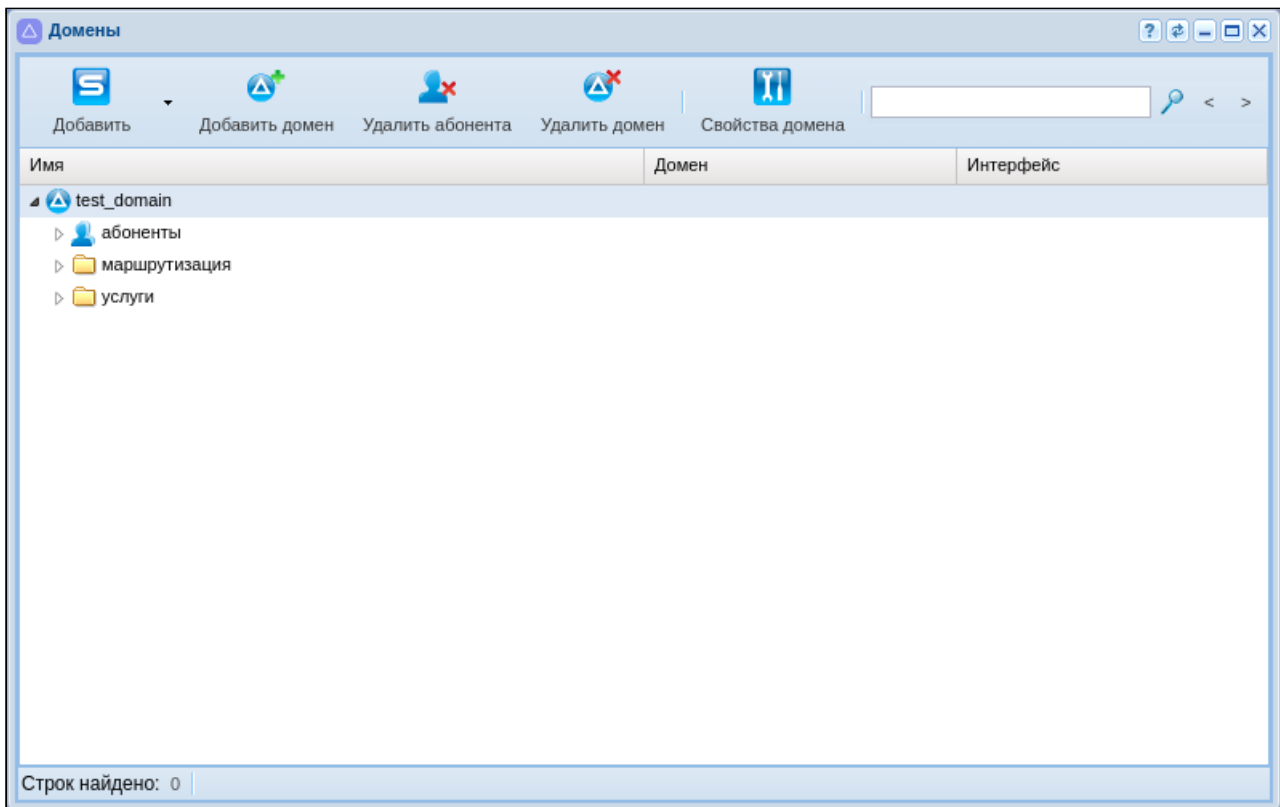 Домены
Добавить Добавить домен Удалить абонента Удалить домен Свойства домена < >
Имя Домен Интерфейс
test_domain
абоненты
маршрутизация
услуги
Строк найдено: 0